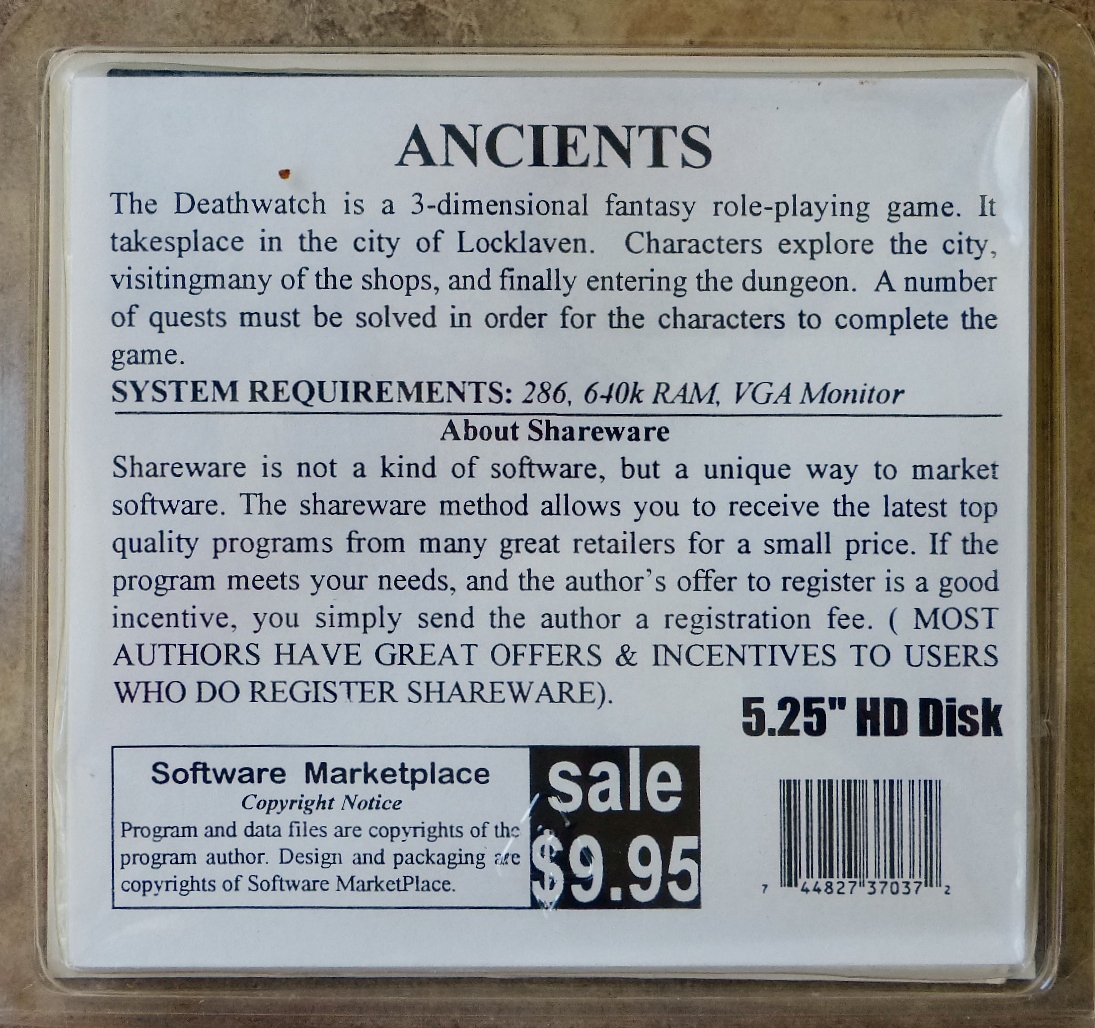 ANCIENTS
The Deathwatch is a 3-dimensional fantasy role-playing game. It
takesplace in the city of Locklaven. Characters explore the city,
visitingmany of the shops, and finally entering the dungeon. A number
of quests must be solved in order for the characters to complete the
game.
SYSTEM REQUIREMENTS: 286, 640k RAM, VGA Monitor
About Shareware
Shareware is not a kind of software, but a unique way to market
software. The shareware method allows you to receive the latest top
quality programs from many great retailers for a small price. If the
program meets your needs, and the author's offer to register is a good
incentive, you simply send the author a registration fee. ( MOST
AUTHORS HAVE GREAT OFFERS & INCENTIVES TO USERS
WHO DO REGISTER SHAREWARE).
5.25" HD Disk
Software Marketplace
Copyright Notice
Program and data files are copyrights of the
program author. Design and packaging are
copyrights of Software MarketPlace.
sale
$9.95
7 44827 37037 2